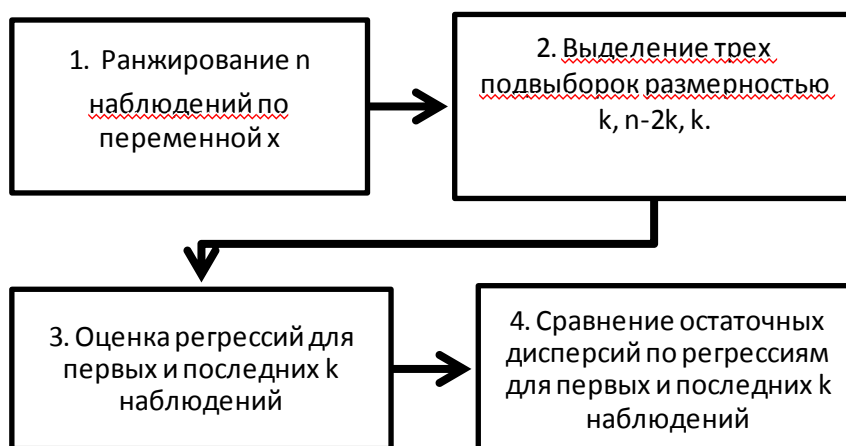 1. Ранжирование n
наблюдений по
переменной x
2. Выделение трех
подвыборок размерностью
k, n-2k, k.
3. Оценка регрессий для
первых и последних k
наблюдений
4. Сравнение остаточных
дисперсий по регрессиям
для первых и последних k
наблюдений